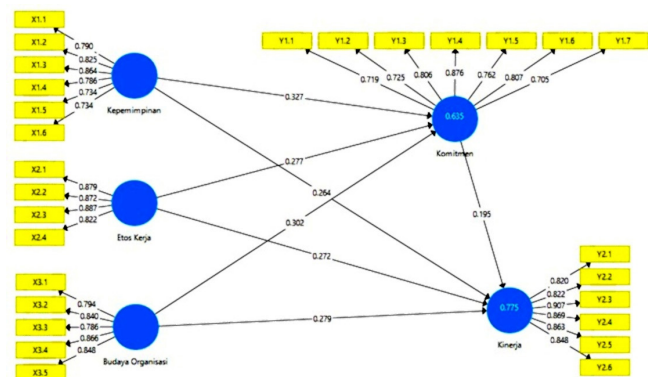 X1.1
X1.2
X1.3
X1.4
X1.5
X1.6
0.790
0.825
0.864
0.786
0.734
0.734
Kepemimpinan
Y1.1
Y1.2
Y1.3
Y1.4
Y1.5
Y1.6
Y1.7
0.719
0.725
0.806
0.876
0.762
0.807
0.705
0.635
Komitmen
0.327
0.277
0.264
0.302
0.195
0.272
0.279
X2.1
X2.2
X2.3
X2.4
0.879
0.872
0.887
0.822
Etos Kerja
X3.1
X3.2
X3.3
X3.4
X3.5
0.794
0.840
0.786
0.866
0.848
Budaya Organisasi
0.775
Kinerja
0.820
0.822
0.907
0.869
0.863
0.848
Y2.1
Y2.2
Y2.3
Y2.4
Y2.5
Y2.6